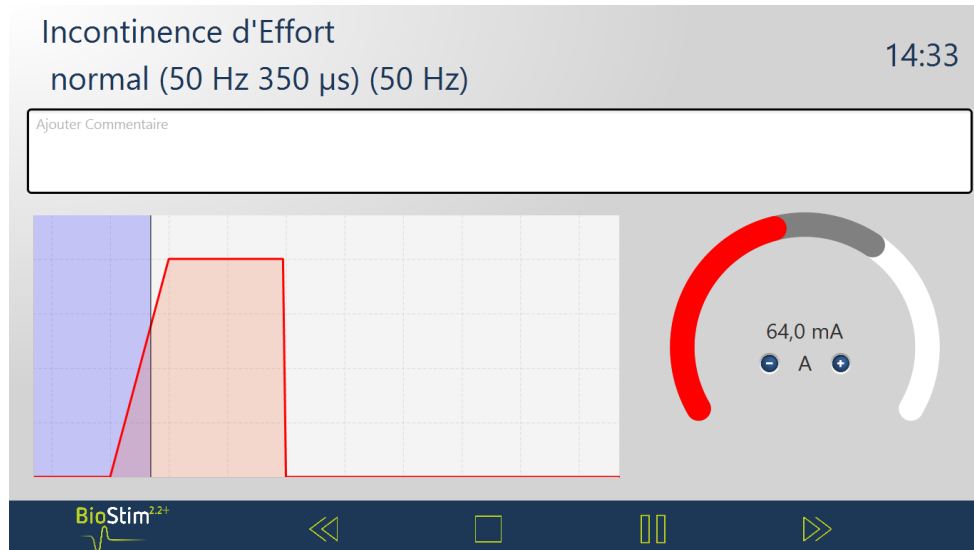 Incontinence d'Effort
normal (50 Hz 350 µs) (50 Hz)
14:33
Ajouter Commentaire
64,0 mA
A
BioStim2.2+